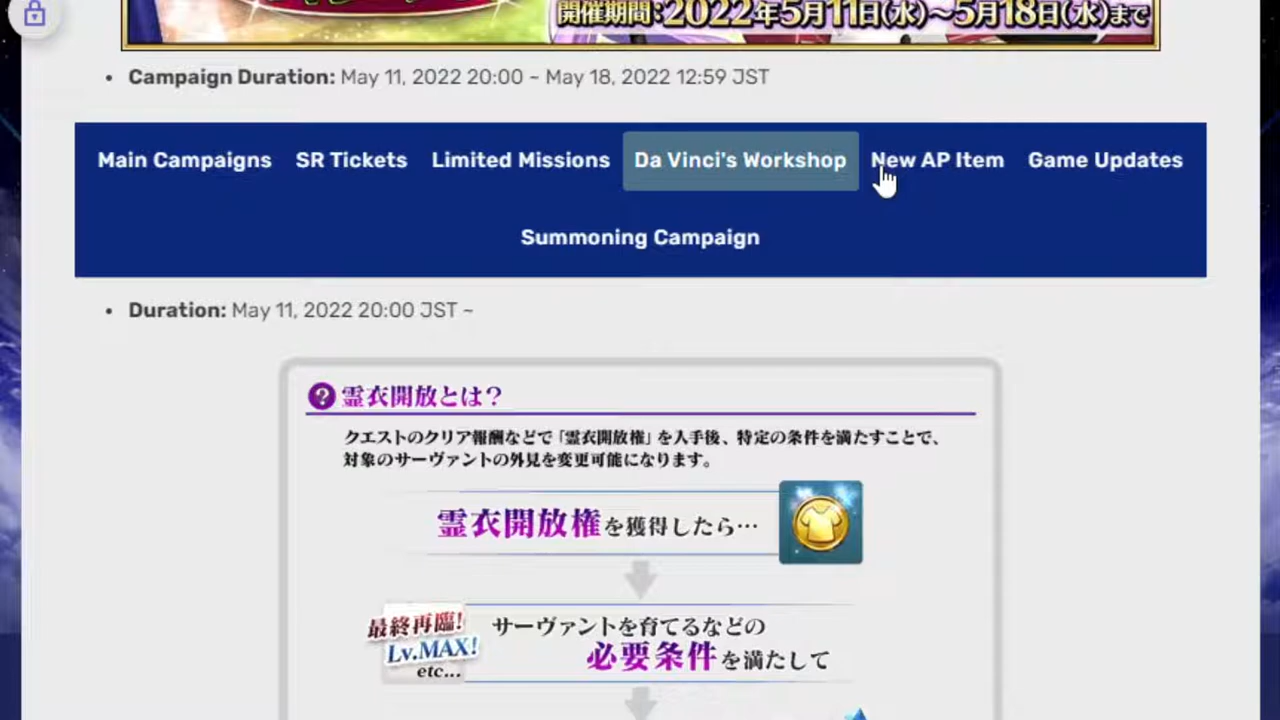 開催期間:2022年5月11日(水)~5月18日(水)まで
• Campaign Duration: May 11, 2022 20:00 ~ May 18, 2022 12:59 JST
Main Campaigns SR Tickets Limited Missions Da Vinci's Workshop New AP Item Game Updates
Summoning Campaign
• Duration: May 11, 2022 20:00 JST ~
? 霊衣開放とは?
クエストのクリア報酬などで「霊衣開放権」を入手後、特定の条件を満たすことで、
対象のサーヴァントの外見を変更可能になります。
霊衣開放権を獲得したら…
最終再臨!
Lv.MAX!
etc...
サーヴァントを育てるなどの
必要条件を満たして